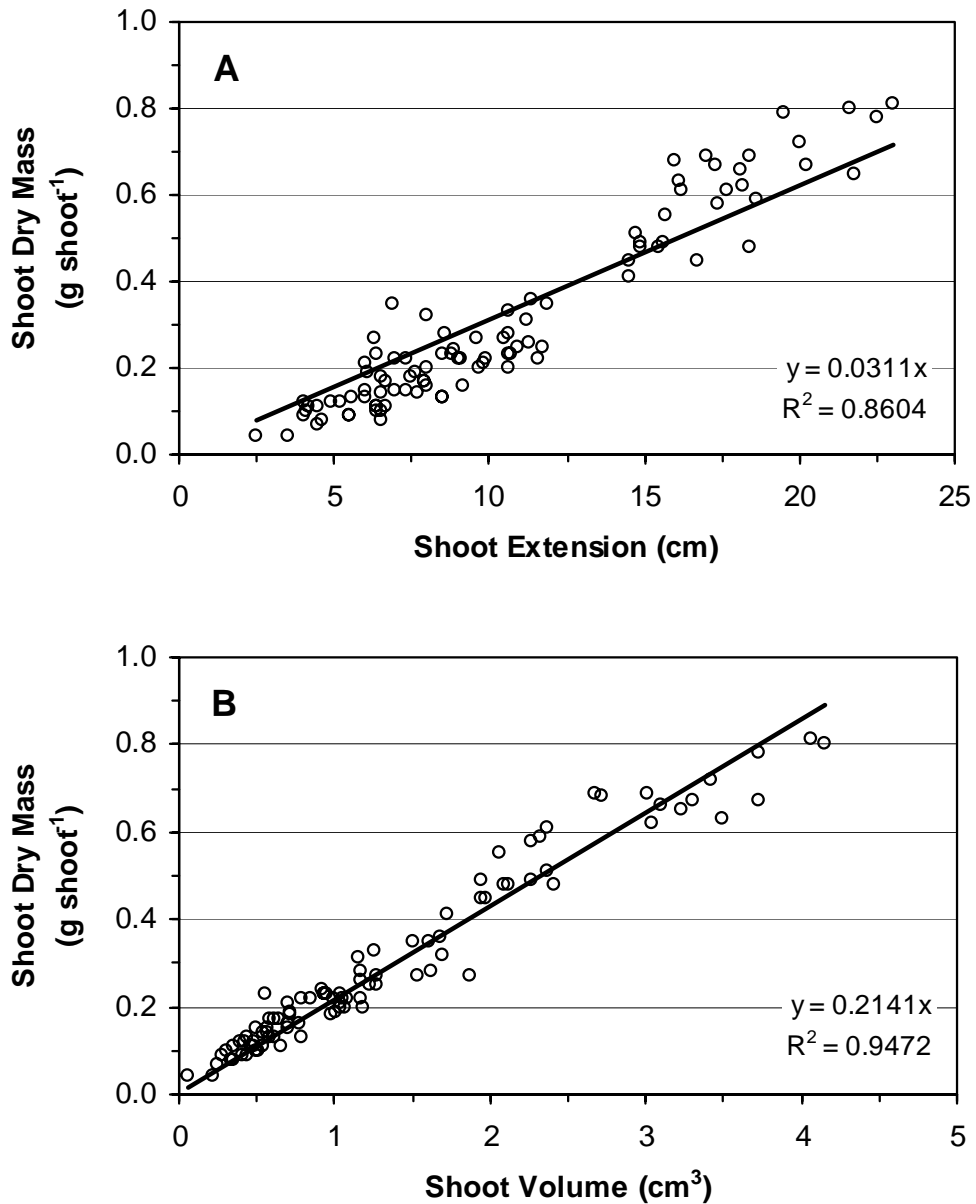 1.0
A
0.8
0.6
0.4
0.2
0.0
Shoot Dry Mass
(g shoot⁻¹)
y = 0.0311x
R² = 0.8604
0 5 10 15 20 25
Shoot Extension (cm)
1.0
B
0.8
0.6
0.4
0.2
0.0
Shoot Dry Mass
(g shoot⁻¹)
y = 0.2141x
R² = 0.9472
0 1 2 3 4 5
Shoot Volume (cm³)